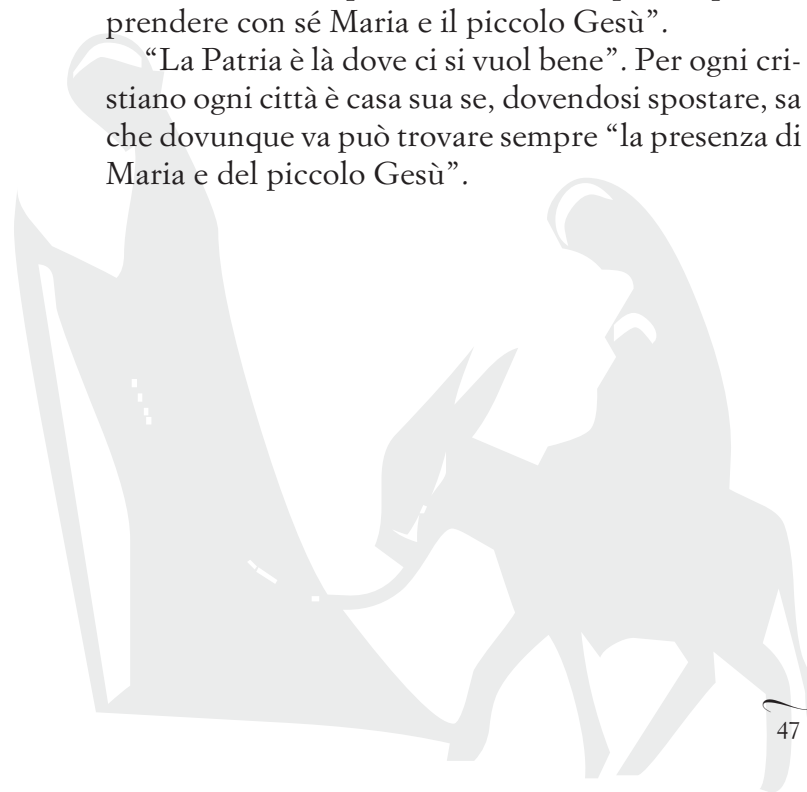 prendere con sé Maria e il piccolo Gesù”.
“La Patria è là dove ci si vuol bene”. Per ogni cri-
stiano ogni città è casa sua se, dovendosi spostare, sa
che dovunque va può trovare sempre “la presenza di
Maria e del piccolo Gesù”.
47